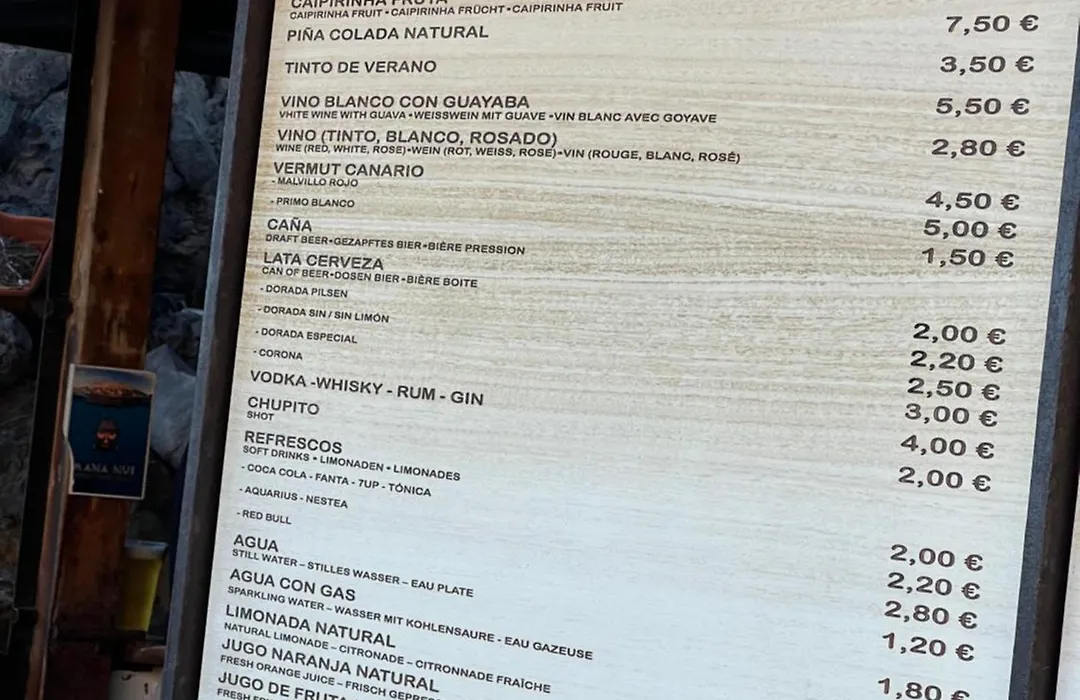 CAIPIRINHA FRUTA
CAIPIRINHA FRUIT • CAIPIRINHA FRÜCHT • CAIPIRINHA FRUIT
PIÑA COLADA NATURAL 7,50 €
TINTO DE VERANO 3,50 €
VINO BLANCO CON GUAYABA 5,50 €
VHITE WINE WITH GUAVA • WEISSWEIN MIT GUAVE • VIN BLANC AVEC GOYAVE
VINO (TINTO, BLANCO, ROSADO) 2,80 €
WINE (RED, WHITE, ROSE) • WEIN (ROT, WEISS, ROSE) • VIN (ROUGE, BLANC, ROSÉ)
VERMUT CANARIO
- MALVILLO ROJO 4,50 €
- PRIMO BLANCO 5,00 €
CAÑA 1,50 €
DRAFT BEER • GEZAPFTES BIER • BIÈRE PRESSION
LATA CERVEZA
CAN OF BEER • DOSEN BIER • BIÈRE BOITE
- DORADA PILSEN 2,00 €
- DORADA SIN / SIN LIMÓN 2,20 €
- DORADA ESPECIAL 2,50 €
- CORONA 3,00 €
VODKA -WHISKY - RUM - GIN 4,00 €
CHUPITO 2,00 €
SHOT
REFRESCOS
SOFT DRINKS • LIMONADEN • LIMONADES
- COCA COLA - FANTA - 7UP - TÓNICA 2,00 €
- AQUARIUS - NESTEA 2,20 €
- RED BULL 2,80 €
AGUA 1,20 €
STILL WATER – STILLES WASSER – EAU PLATE
AGUA CON GAS 1,80 €
SPARKLING WATER – WASSER MIT KOHLENSAURE - EAU GAZEUSE
LIMONADA NATURAL
NATURAL LIMONADE – CITRONADE – CITRONNADE FRAÎCHE
JUGO NARANJA NATURAL
FRESH ORANGE JUICE – FRISCH GEPRE
JUGO DE FRUTA
FRESH
MANA NUI